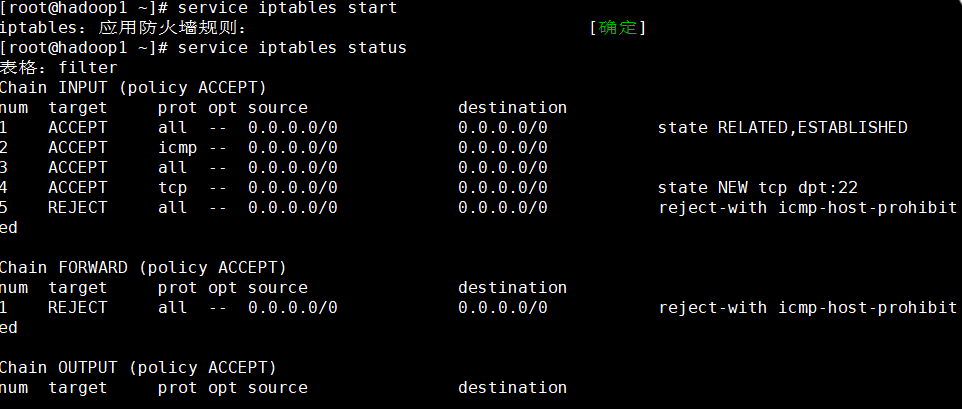 [root@hadoop1 ~]# service iptables start
iptables：应用防火墙规则：                                 [确定]
[root@hadoop1 ~]# service iptables status
表格：filter
Chain INPUT (policy ACCEPT)
num  target     prot opt source               destination
1    ACCEPT     all  --  0.0.0.0/0            0.0.0.0/0           state RELATED,ESTABLISHED
2    ACCEPT     icmp --  0.0.0.0/0            0.0.0.0/0
3    ACCEPT     all  --  0.0.0.0/0            0.0.0.0/0
4    ACCEPT     tcp  --  0.0.0.0/0            0.0.0.0/0           state NEW tcp dpt:22
5    REJECT     all  --  0.0.0.0/0            0.0.0.0/0           reject-with icmp-host-prohibit
ed
Chain FORWARD (policy ACCEPT)
num  target     prot opt source               destination
1    REJECT     all  --  0.0.0.0/0            0.0.0.0/0           reject-with icmp-host-prohibit
ed
Chain OUTPUT (policy ACCEPT)
num  target     prot opt source               destination